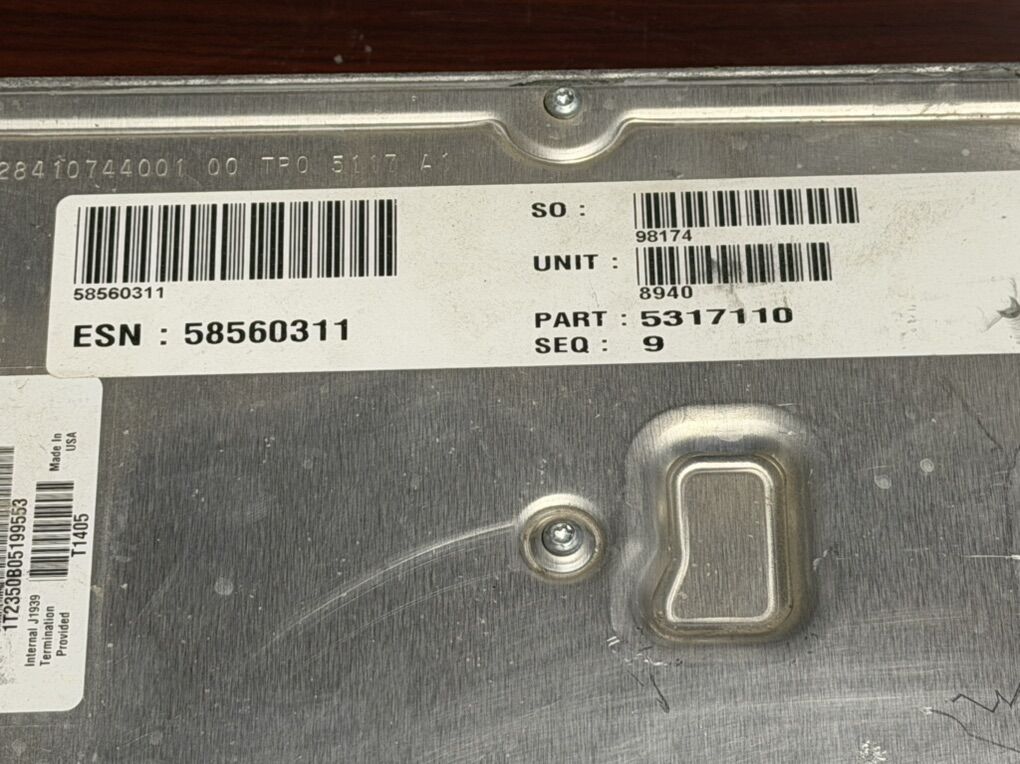 28410744001 00 TPO 5117 A1
58560311
ESN : 58560311
SO :
98174
UNIT :
8940
PART : 5317110
SEQ : 9
1T2350B05199553
Internal J1939
Termination
Provided
T1405
Made In
USA